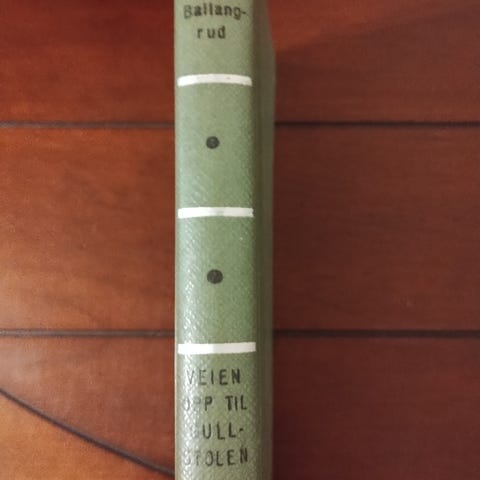 Ballang-
rud
VEIEN
OPP TIL
GULL-
STOLEN